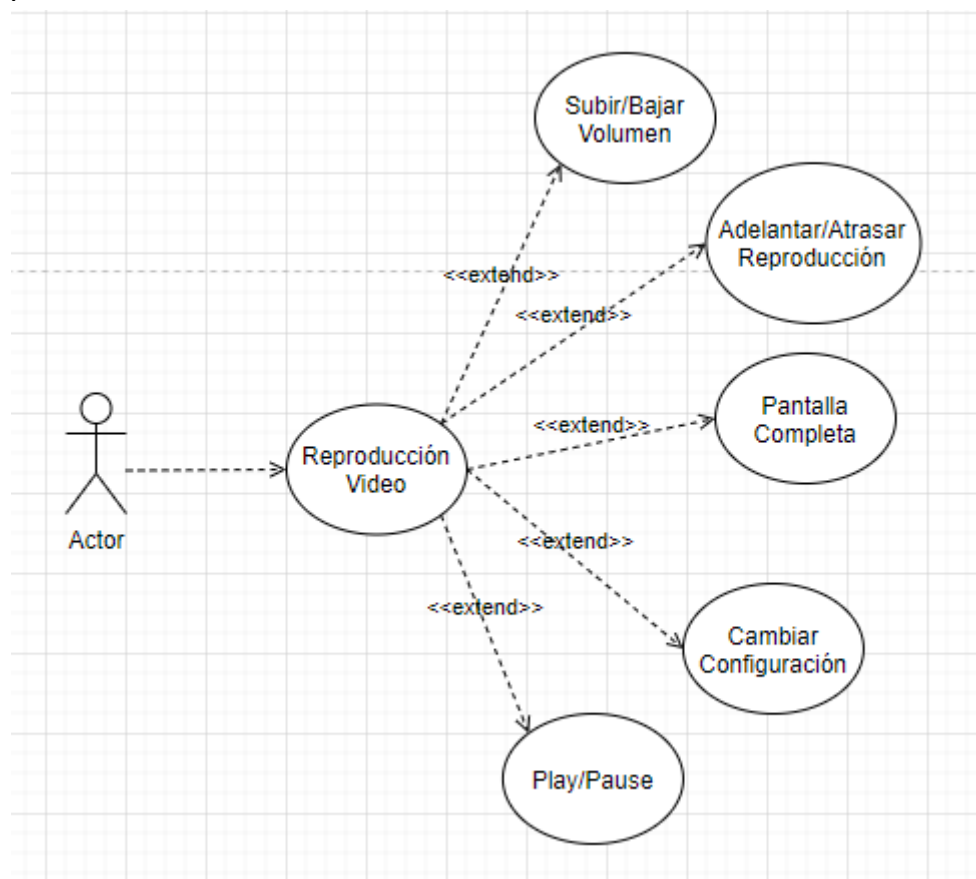 Subir/Bajar
Volumen
Adelantar/Atrasar
Reproducción
<<extend>>
<<extend>>
Pantalla
Completa
<<extend>>
Reproducción
Video
Actor
<<extend>>
<<extend>>
Cambiar
Configuración
Play/Pause